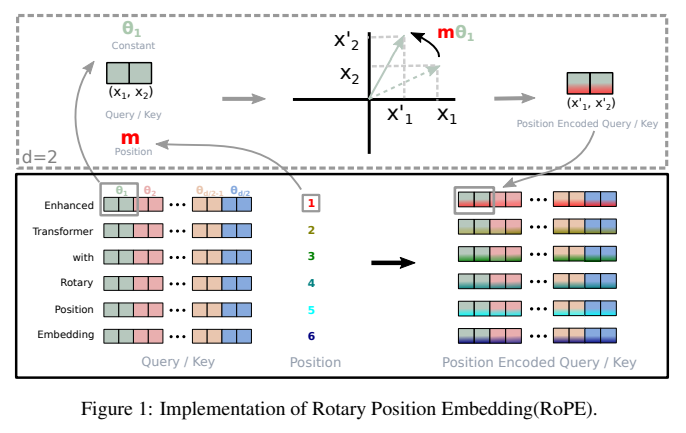 θ₁
Constant
(x₁, x₂)
Query / Key
m
Position
d=2
x'₂
x₂
x'₁
x₁
mθ₁
(x'₁, x'₂)
Position Encoded Query / Key
θ₁ θ₂ θ_{d/2-1} θ_{d/2}
Enhanced ••• 1 •••
Transformer ••• 2 •••
with ••• 3 •••
Rotary ••• 4 •••
Position ••• 5 •••
Embedding ••• 6 •••
Query / Key Position Position Encoded Query / Key
Figure 1: Implementation of Rotary Position Embedding(RoPE).